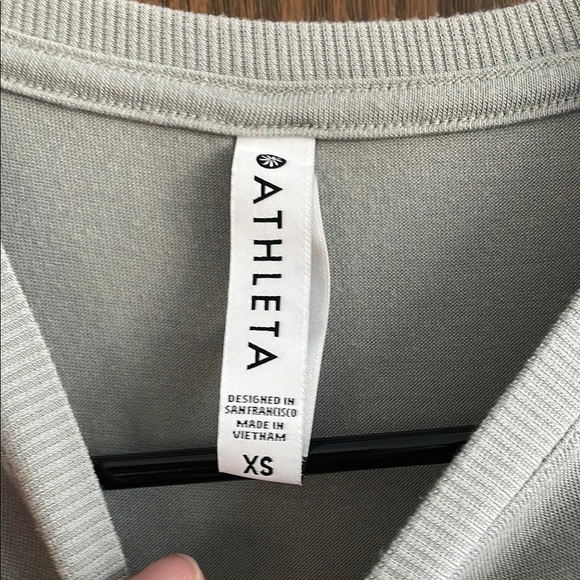 ATHLETA
DESIGNED IN
SAN FRANCISCO
MADE IN
VIETNAM
XS